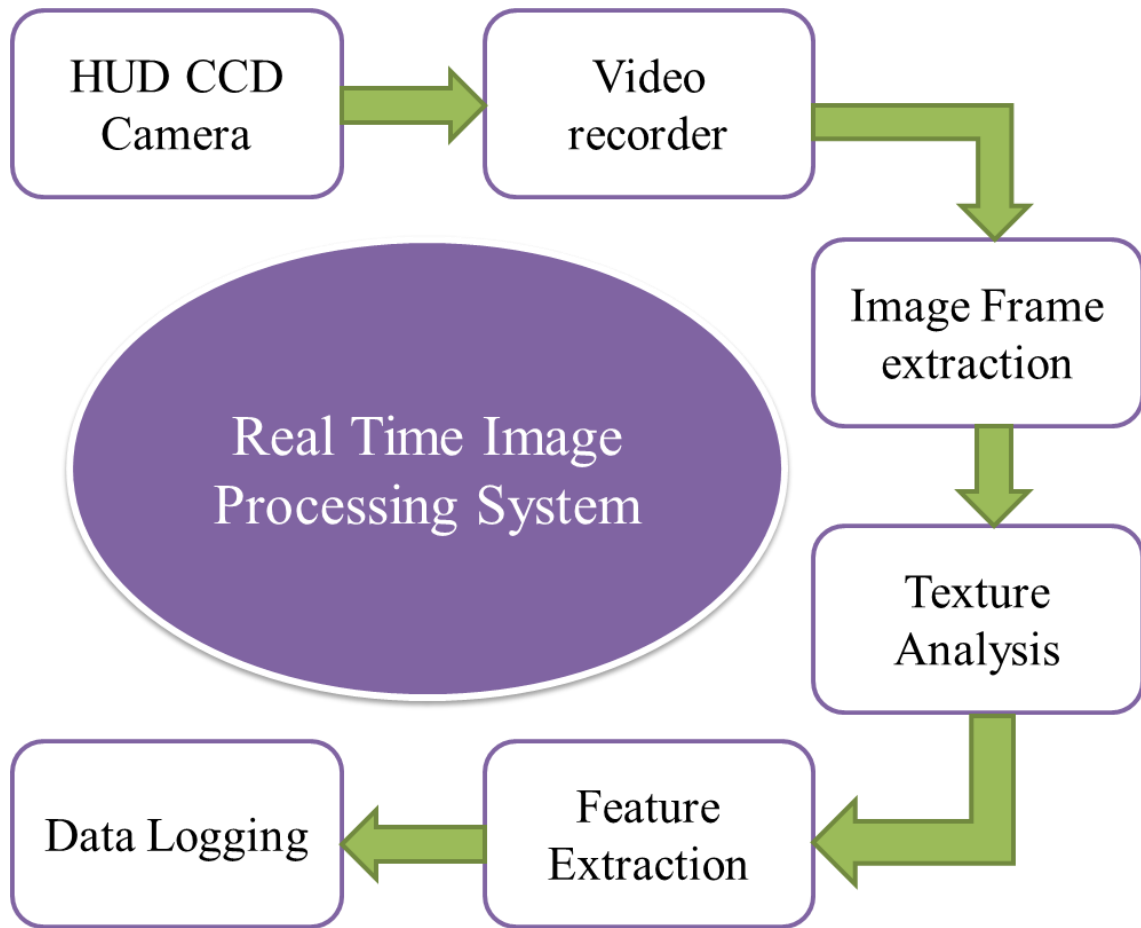 HUD CCD
Camera
Video
recorder
Image Frame
extraction
Real Time Image
Processing System
Texture
Analysis
Feature
Extraction
Data Logging